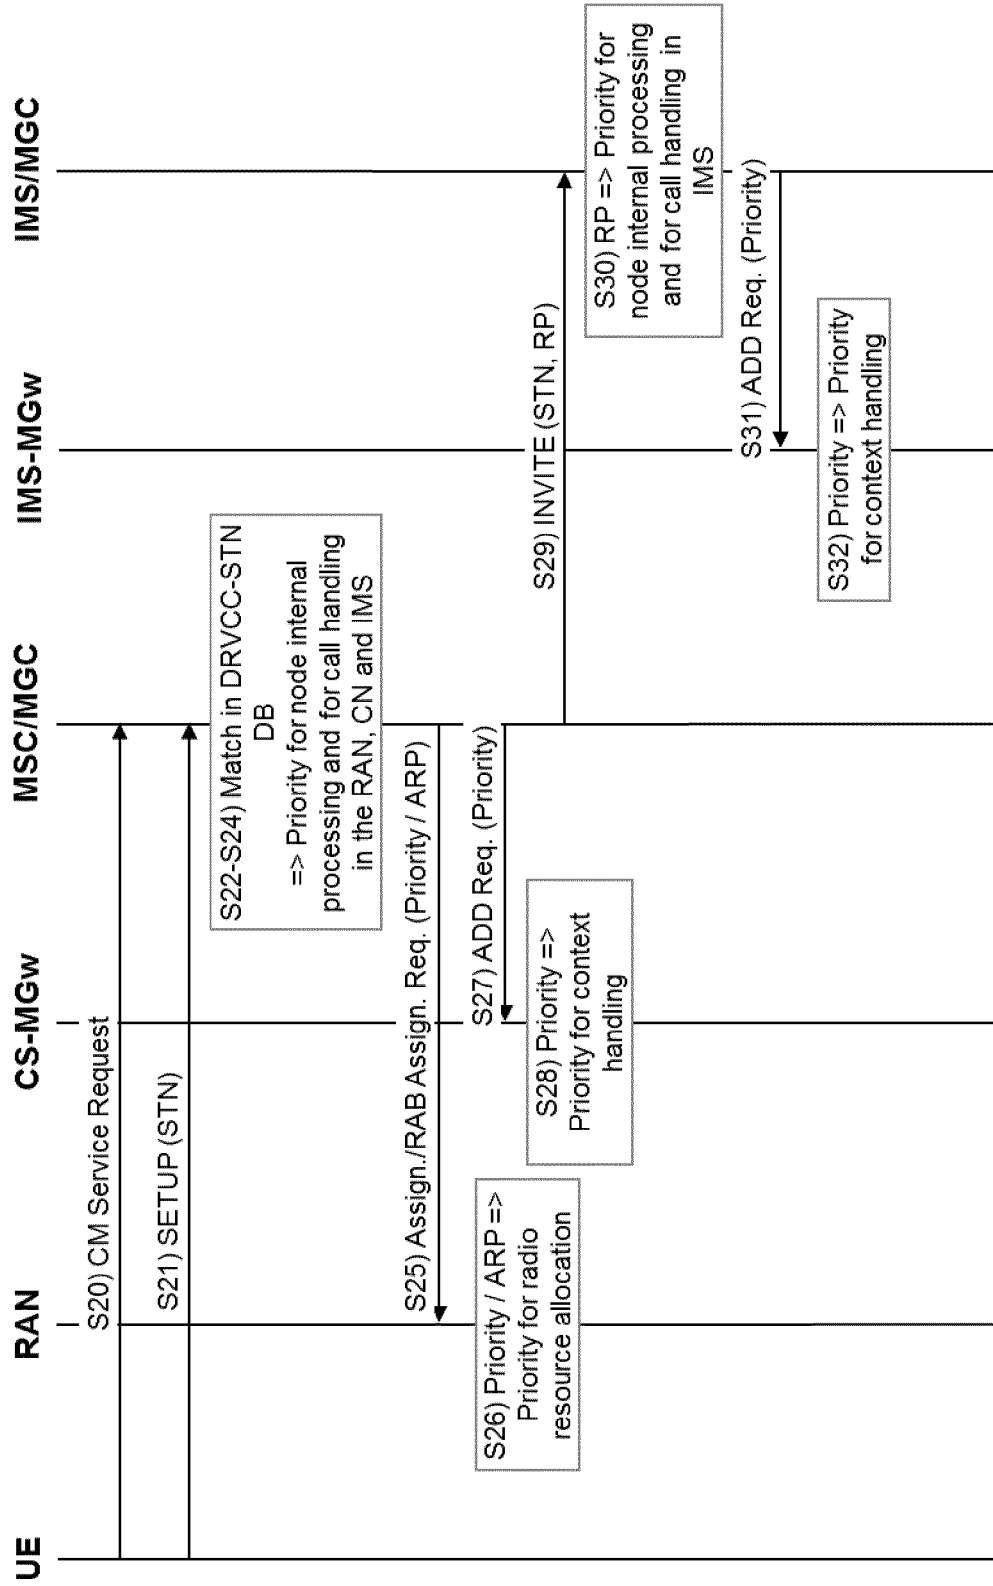 UE
RAN
CS-MGw
MSC/MGC
IMS-MGw
IMS/MGC
S20) CM Service Request
S21) SETUP (STN)
S22-S24) Match in DRVCC-STN
DB
=> Priority for node internal
processing and for call handling
in the RAN, CN and IMS
S25) Assign./RAB Assign. Req. (Priority / ARP)
S26) Priority / ARP =>
Priority for radio
resource allocation
S27) ADD Req. (Priority)
S28) Priority =>
Priority for context
handling
S29) INVITE (STN, RP)
S30) RP => Priority for
node internal processing
and for call handling in
IMS
S31) ADD Req. (Priority)
S32) Priority => Priority
for context handling